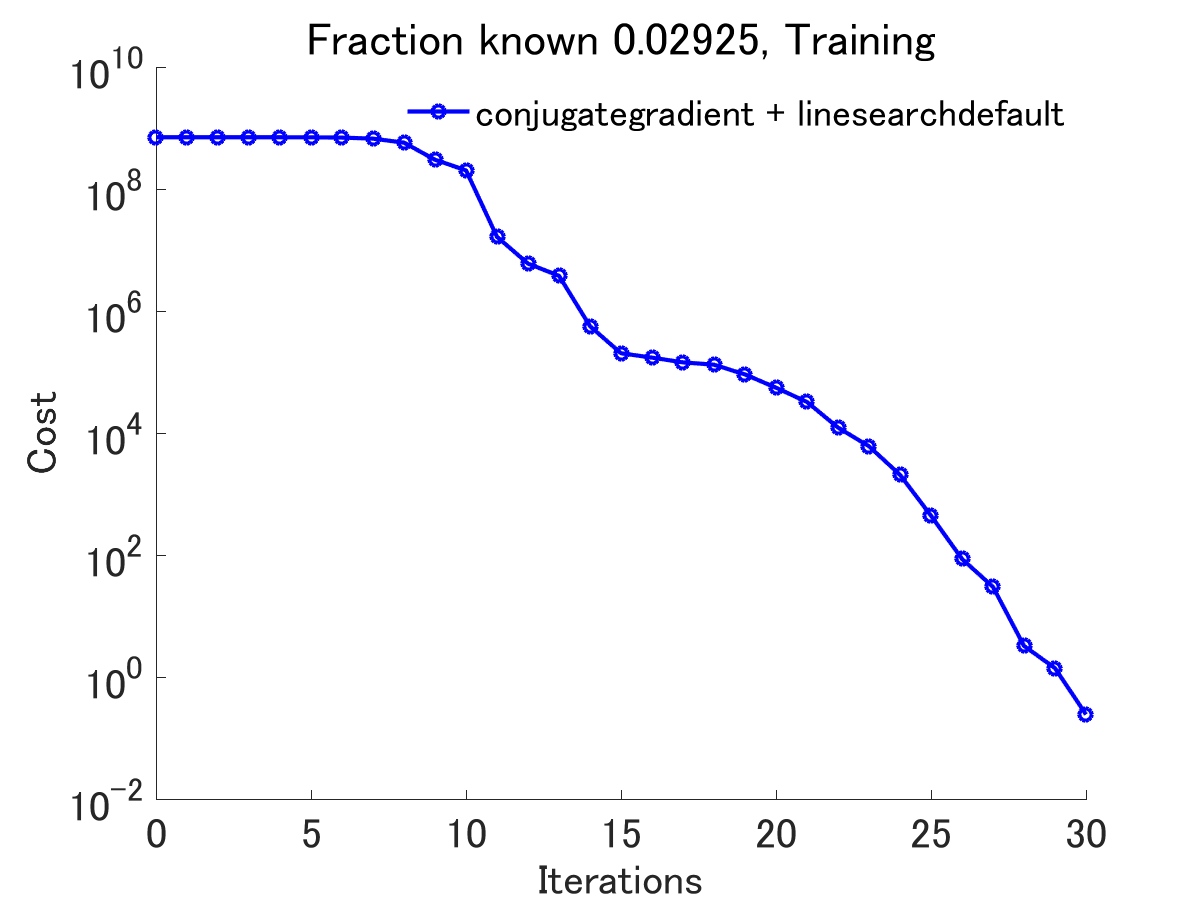 Fraction known 0.02925, Training
conjugategradient + linesearchdefault
10^10
10^8
10^6
10^4
10^2
10^0
10^-2
Cost
0 5 10 15 20 25 30
Iterations